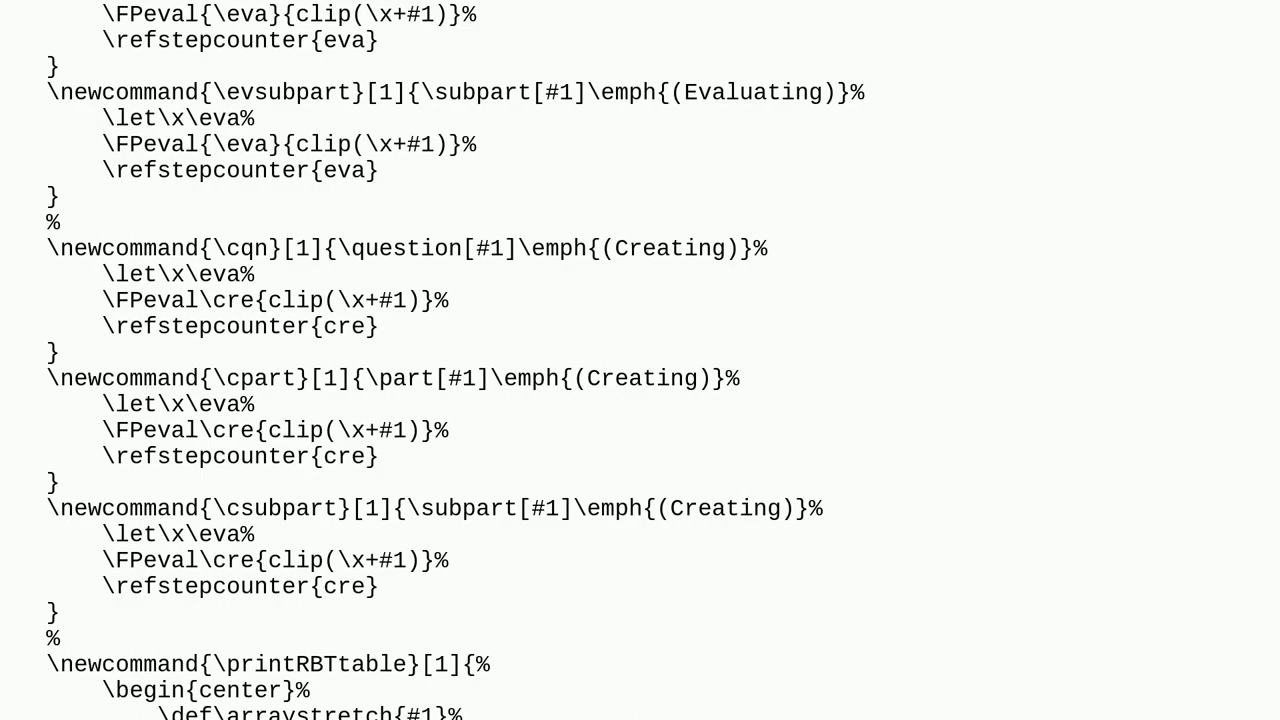 \FPeval{\eva}{clip(\x+#1)}%
\refstepcounter{eva}
}
\newcommand{\evsubpart}[1]{\subpart[#1]\emph{(Evaluating)}%
\let\x\eva%
\FPeval{\eva}{clip(\x+#1)}%
\refstepcounter{eva}
}
%
\newcommand{\cqn}[1]{\question[#1]\emph{(Creating)}%
\let\x\eva%
\FPeval\cre{clip(\x+#1)}%
\refstepcounter{cre}
}
\newcommand{\cpart}[1]{\part[#1]\emph{(Creating)}%
\let\x\eva%
\FPeval\cre{clip(\x+#1)}%
\refstepcounter{cre}
}
\newcommand{\csubpart}[1]{\subpart[#1]\emph{(Creating)}%
\let\x\eva%
\FPeval\cre{clip(\x+#1)}%
\refstepcounter{cre}
}
%
\newcommand{\printRBTtable}[1]{%
\begin{center}%
\def\arraystretch{#1}%